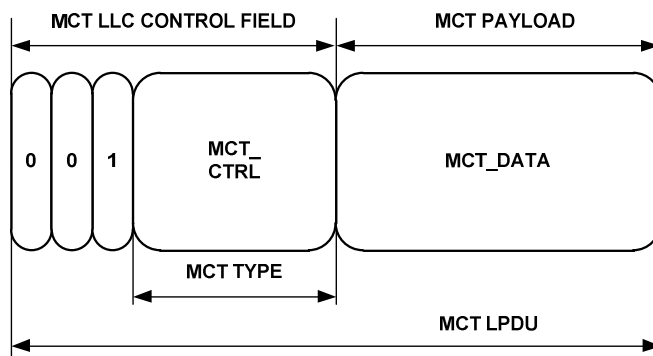 MCT LLC CONTROL FIELD MCT PAYLOAD
0 0 1 MCT_
CTRL MCT_DATA
MCT TYPE
MCT LPDU